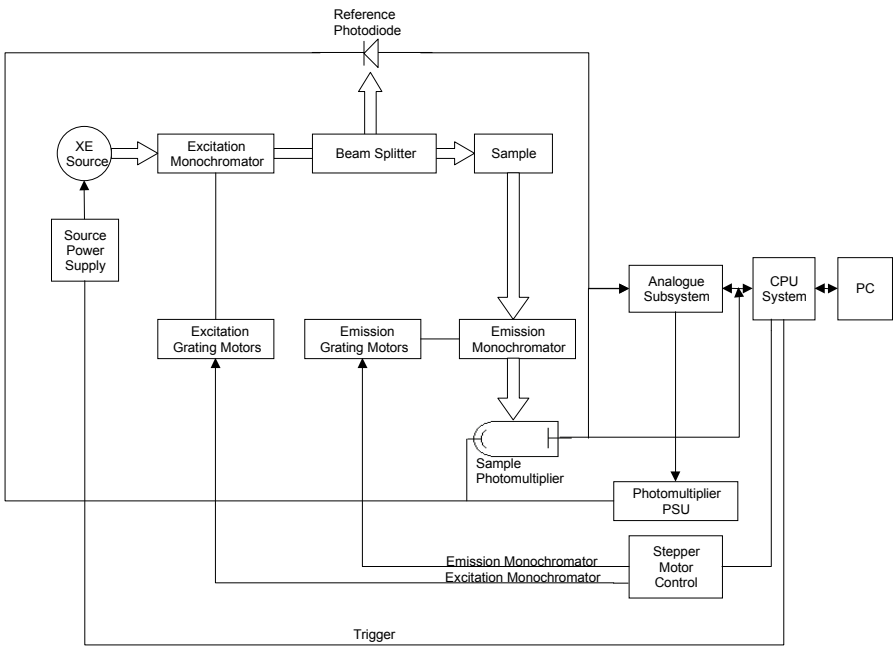 Reference
Photodiode
XE
Source
Excitation
Monochromator
Beam Splitter
Sample
Source
Power
Supply
Analogue
Subsystem
CPU
System
PC
Excitation
Grating Motors
Emission
Grating Motors
Emission
Monochromator
Sample
Photomultiplier
Photomultiplier
PSU
Emission Monochromator
Excitation Monochromator
Stepper
Motor
Control
Trigger